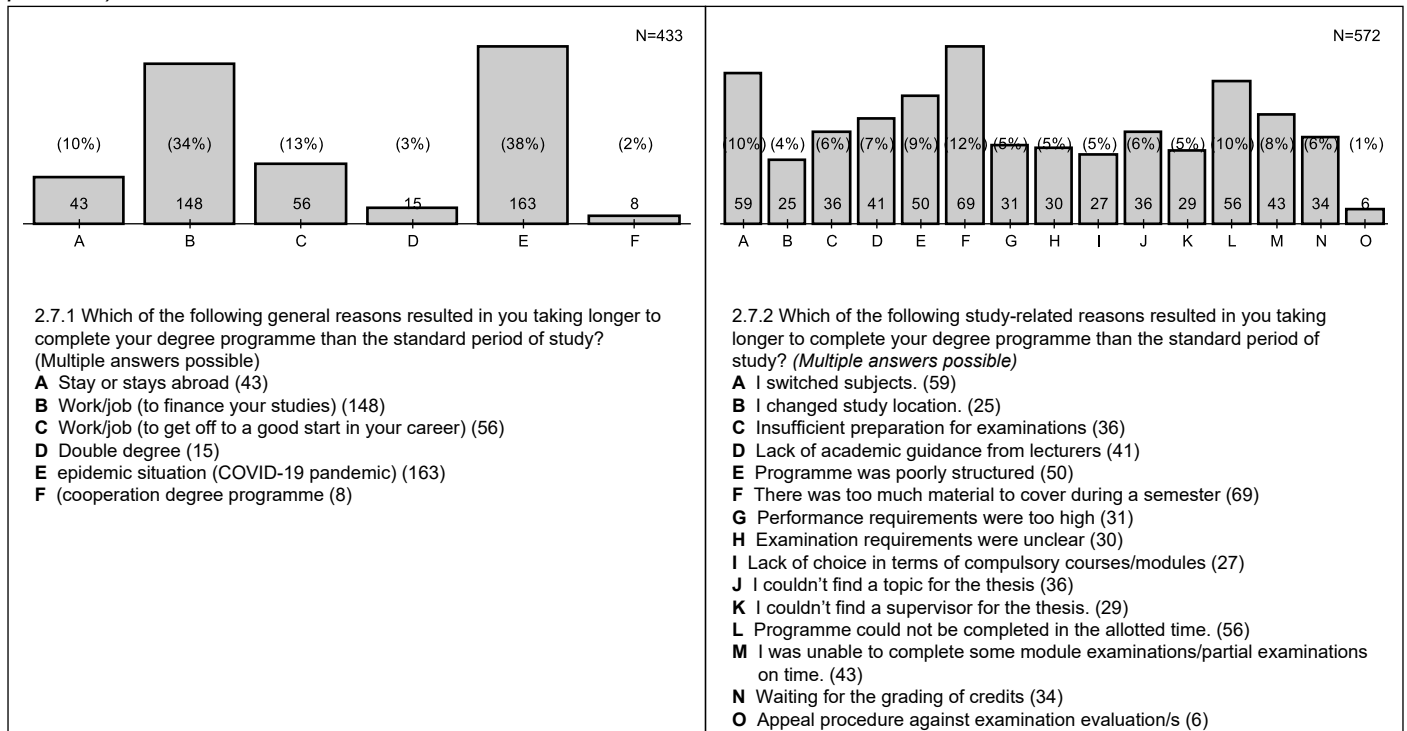 N=433
(10%) (34%) (13%) (3%) (38%) (2%)
43 148 56 15 163 8
A B C D E F
2.7.1 Which of the following general reasons resulted in you taking longer to
complete your degree programme than the standard period of study?
(Multiple answers possible)
A Stay or stays abroad (43)
B Work/job (to finance your studies) (148)
C Work/job (to get off to a good start in your career) (56)
D Double degree (15)
E epidemic situation (COVID-19 pandemic) (163)
F (cooperation degree programme (8)
N=572
(10%) (4%) (6%) (7%) (9%) (12%) (5%) (5%) (5%) (6%) (5%) (10%) (8%) (6%) (1%)
59 25 36 41 50 69 31 30 27 36 29 56 43 34 6
A B C D E F G H I J K L M N O
2.7.2 Which of the following study-related reasons resulted in you taking
longer to complete your degree programme than the standard period of
study? (Multiple answers possible)
A I switched subjects. (59)
B I changed study location. (25)
C Insufficient preparation for examinations (36)
D Lack of academic guidance from lecturers (41)
E Programme was poorly structured (50)
F There was too much material to cover during a semester (69)
G Performance requirements were too high (31)
H Examination requirements were unclear (30)
I Lack of choice in terms of compulsory courses/modules (27)
J I couldn't find a topic for the thesis (36)
K I couldn't find a supervisor for the thesis. (29)
L Programme could not be completed in the allotted time. (56)
M I was unable to complete some module examinations/partial examinations
on time. (43)
N Waiting for the grading of credits (34)
O Appeal procedure against examination evaluation/s (6)